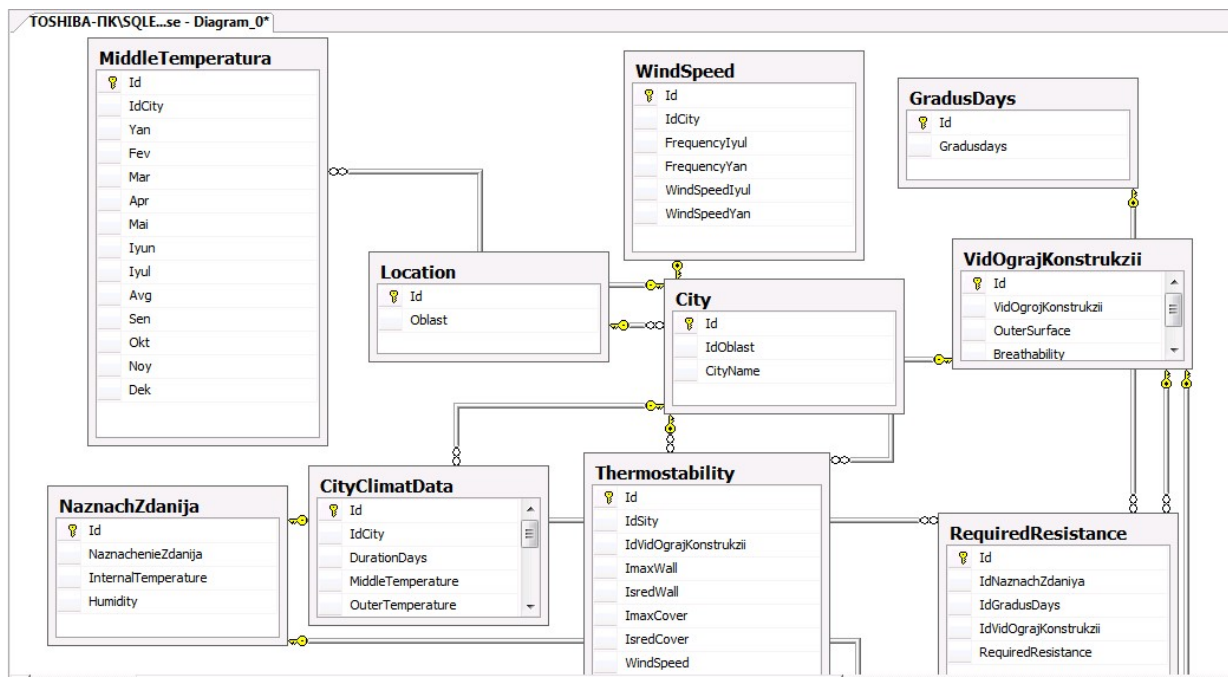 TOSHIBA-ПК\SQLE...se - Diagram_0*
MiddleTemperatura
Id
IdCity
Yan
Fev
Mar
Apr
Mai
Iyun
Iyul
Avg
Sen
Okt
Noy
Dek
WindSpeed
Id
IdCity
FrequencyIyul
FrequencyYan
WindSpeedIyul
WindSpeedYan
GradusDays
Id
Gradusdays
Location
Id
Oblast
City
Id
IdOblast
CityName
VidOgrajKonstrukzii
Id
VidOgrojKonstrukzii
OuterSurface
Breathability
NaznachZdanija
Id
NaznachenieZdanija
InternalTemperature
Humidity
CityClimatData
Id
IdCity
DurationDays
MiddleTemperature
OuterTemperature
Thermostability
Id
IdSity
IdVidOgrajKonstrukzii
ImaxWall
IsredWall
ImaxCover
IsredCover
WindSpeed
RequiredResistance
Id
IdNaznachZdaniya
IdGradusDays
IdVidOgrajKonstrukzii
RequiredResistance